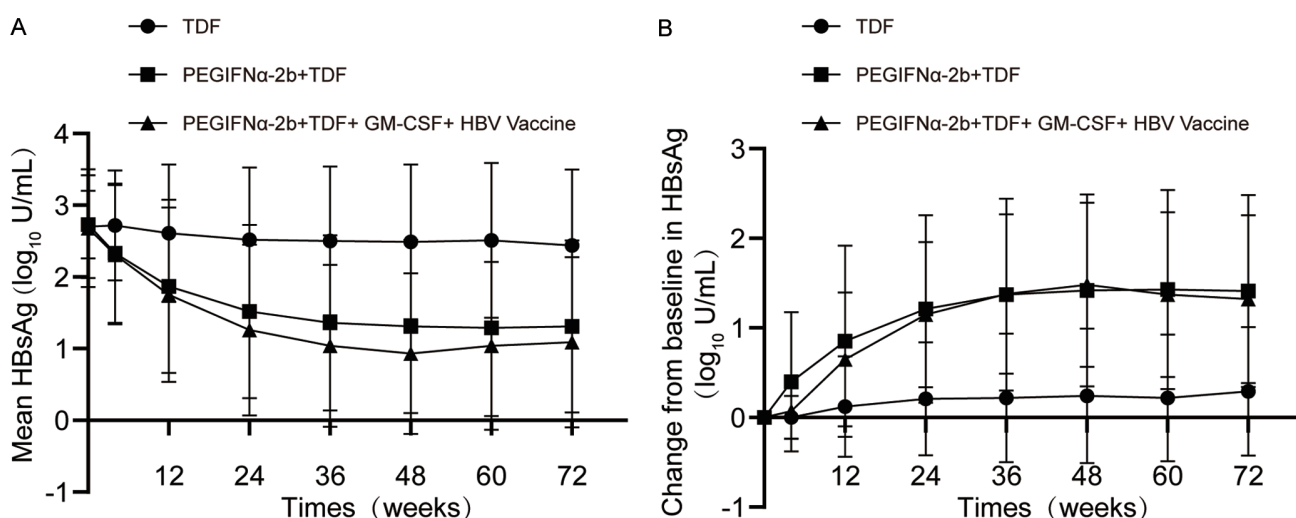 A
TDF
PEGIFNα-2b+TDF
PEGIFNα-2b+TDF+ GM-CSF+ HBV Vaccine
Mean HBsAg (log10 U/mL)
4
3
2
1
0
-1
12 24 36 48 60 72
Times (weeks)
B
TDF
PEGIFNα-2b+TDF
PEGIFNα-2b+TDF+ GM-CSF+ HBV Vaccine
Change from baseline in HBsAg
(log10 U/mL)
3
2
1
0
-1
12 24 36 48 60 72
Times (weeks)